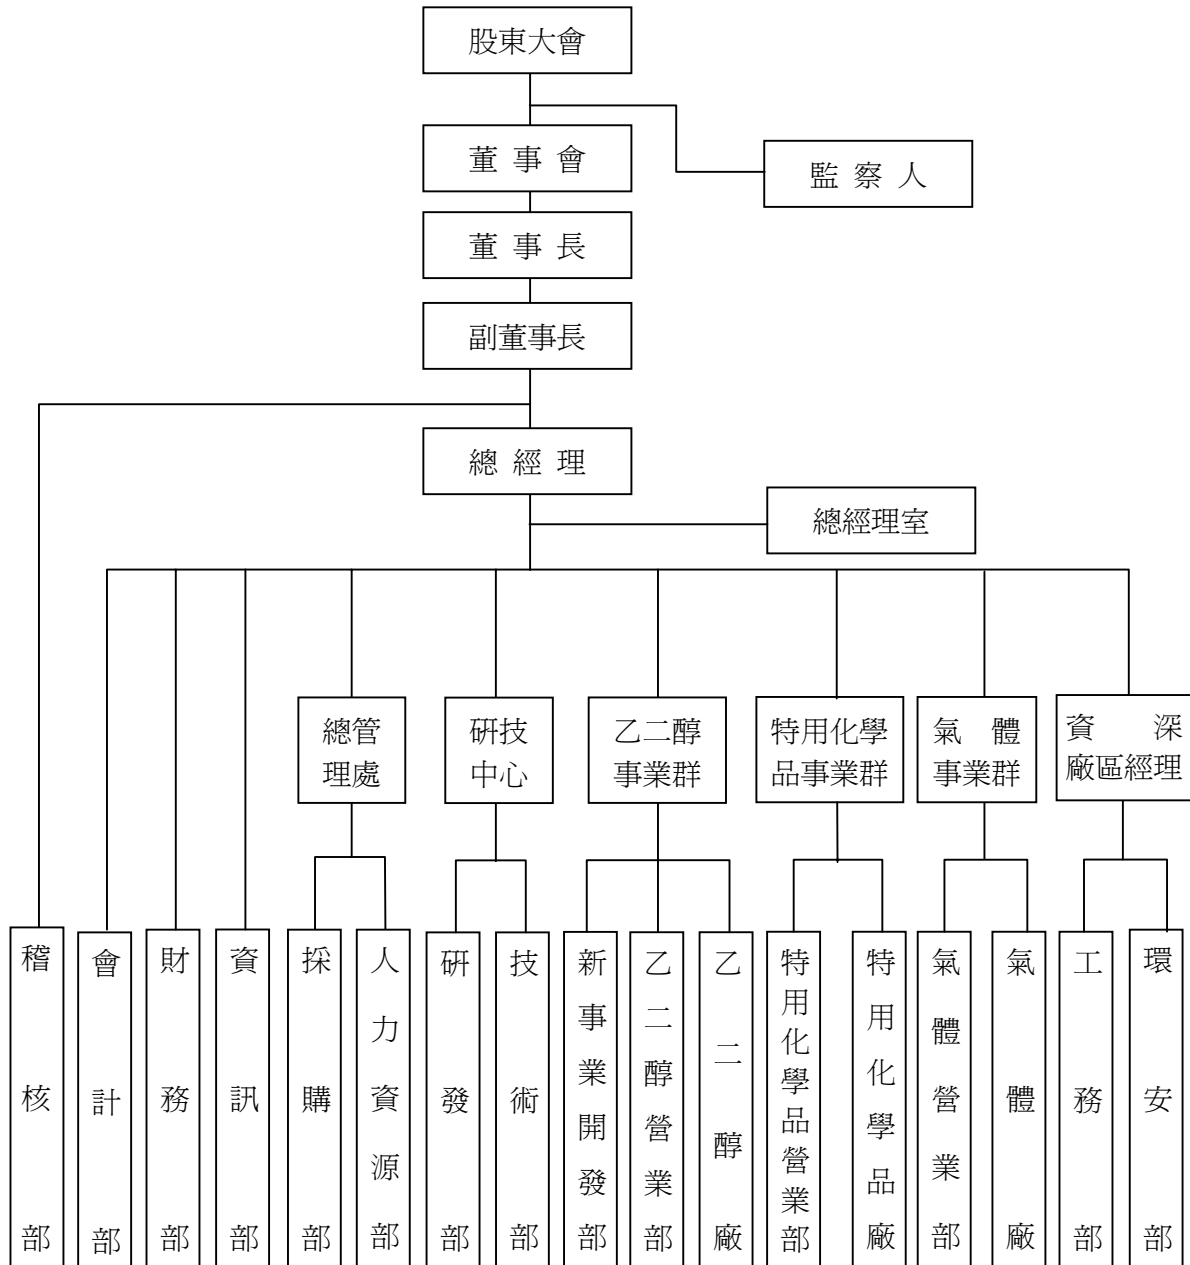 股東大會
董事會
監察人
董事長
副董事長
總經理
總經理室
總管
理處
研技
中心
乙二醇
事業群
特用化學
品事業群
氣體
事業群
資深
廠區經理
稽核部
會計部
財務部
資訊部
採購部
人力資源部
研發部
技術部
新事業開發部
乙二醇營業部
乙二醇廠
特用化學品營業部
特用化學品廠
氣體營業部
氣體廠
工務部
環安部